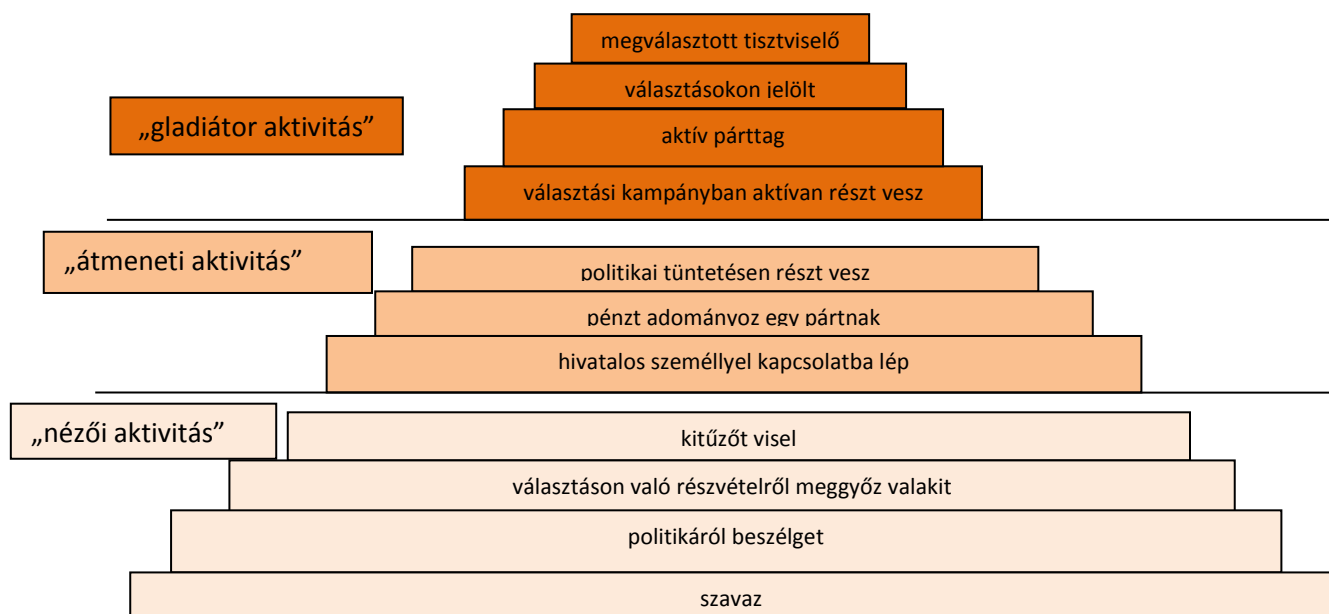 megválasztott tisztviselő
választásokon jelölt
„gladiátor aktivitás”
aktív párttag
választási kampányban aktívan részt vesz
„átmeneti aktivitás”
politikai tüntetésen részt vesz
pénzt adományoz egy pártnak
hivatalos személlyel kapcsolatba lép
„nézői aktivitás”
kitűzőt visel
választáson való részvételről meggyőz valakit
politikáról beszélget
szavaz